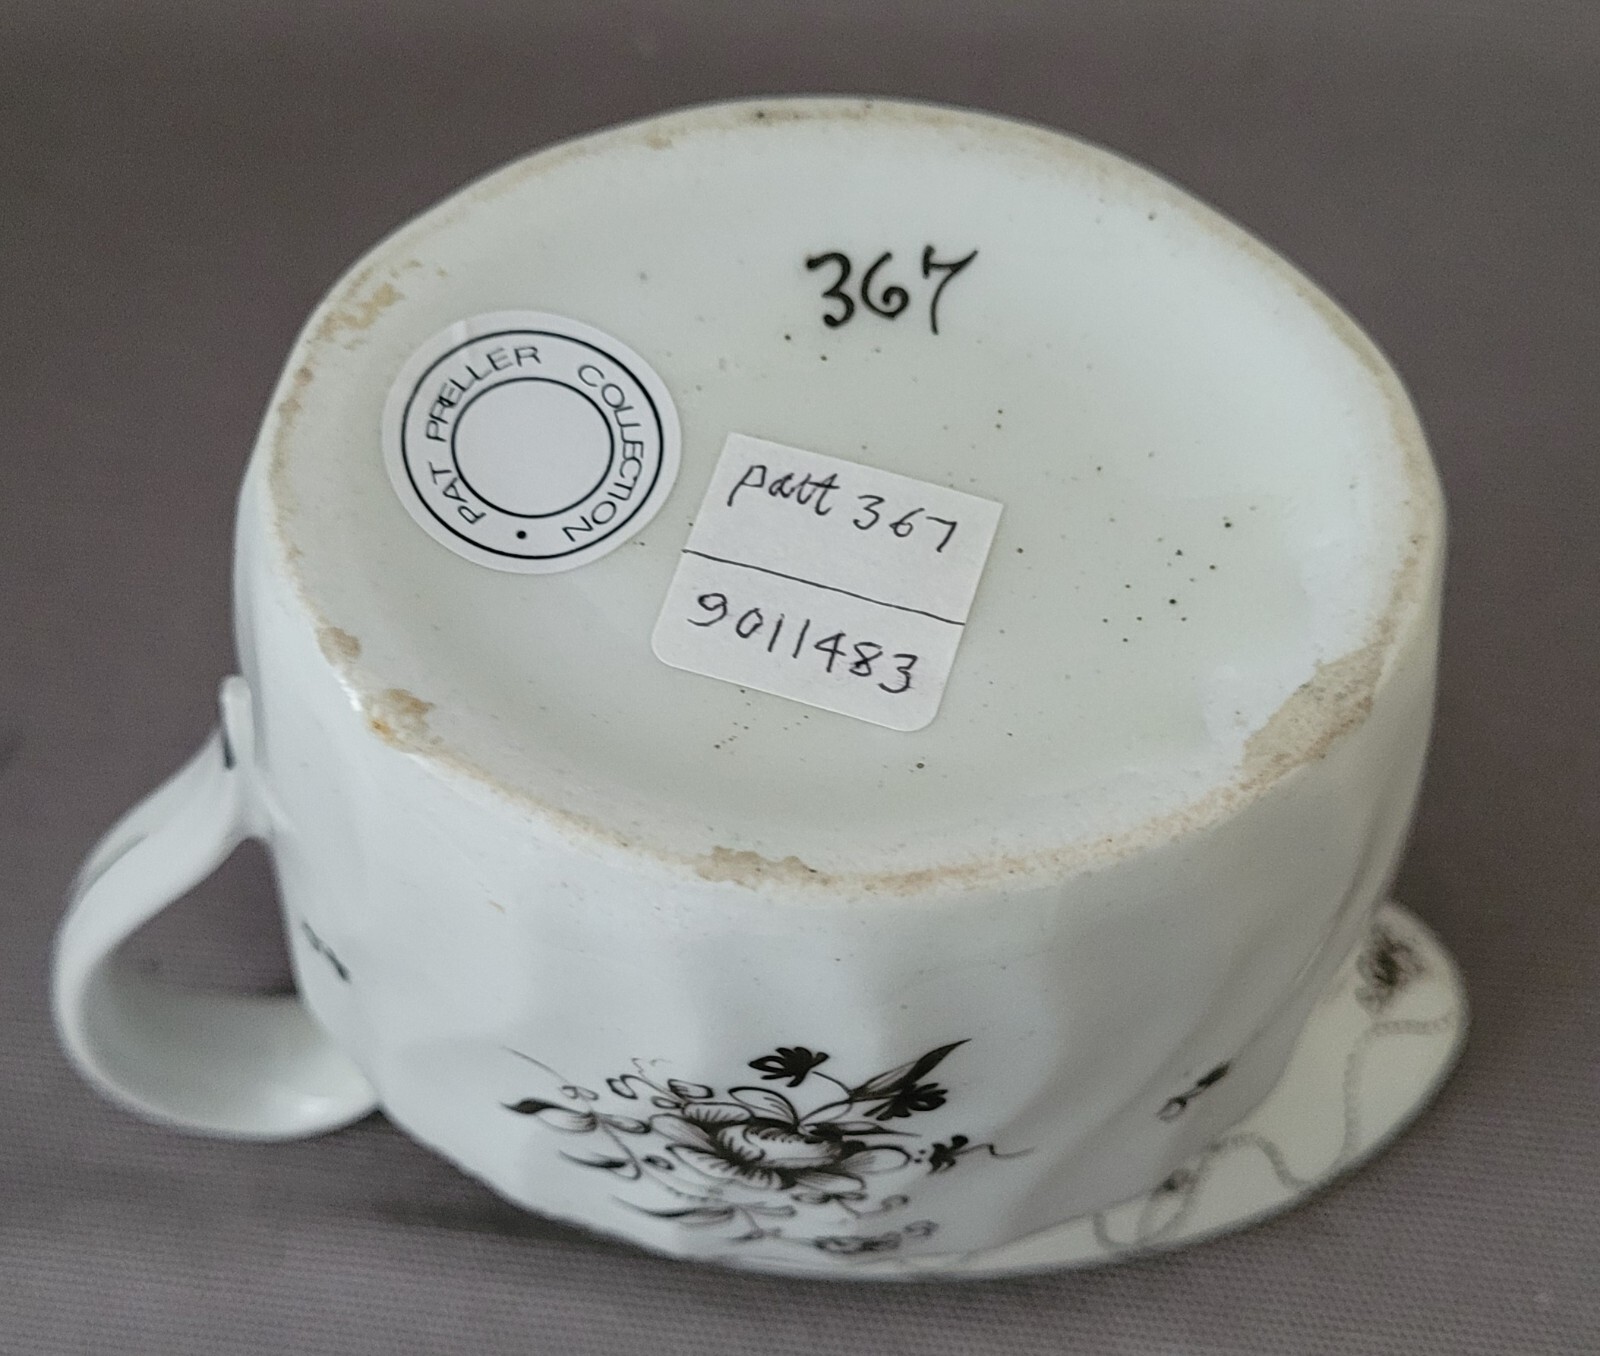 367
PAT PRELLER COLLECTION •
patt 367
9011483